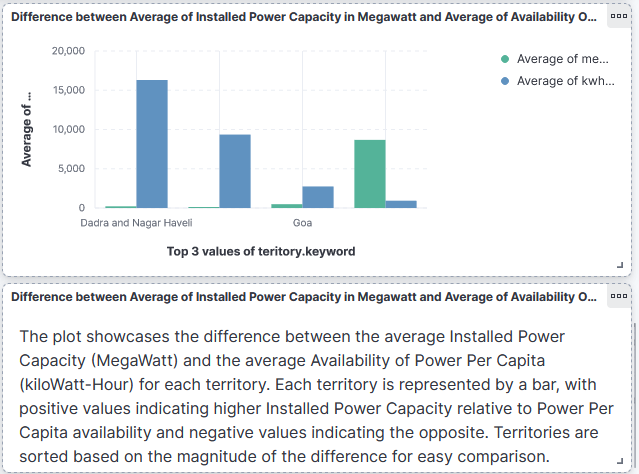 Difference between Average of Installed Power Capacity in Megawatt and Average of Availability O...
20,000
15,000
10,000
5,000
0
Average of ...
Dadra and Nagar Haveli
Goa
Top 3 values of teritory.keyword
Average of me...
Average of kwh...
Difference between Average of Installed Power Capacity in Megawatt and Average of Availability O...
The plot showcases the difference between the average Installed Power
Capacity (MegaWatt) and the average Availability of Power Per Capita
(kiloWatt-Hour) for each territory. Each territory is represented by a bar, with
positive values indicating higher Installed Power Capacity relative to Power Per
Capita availability and negative values indicating the opposite. Territories are
sorted based on the magnitude of the difference for easy comparison.